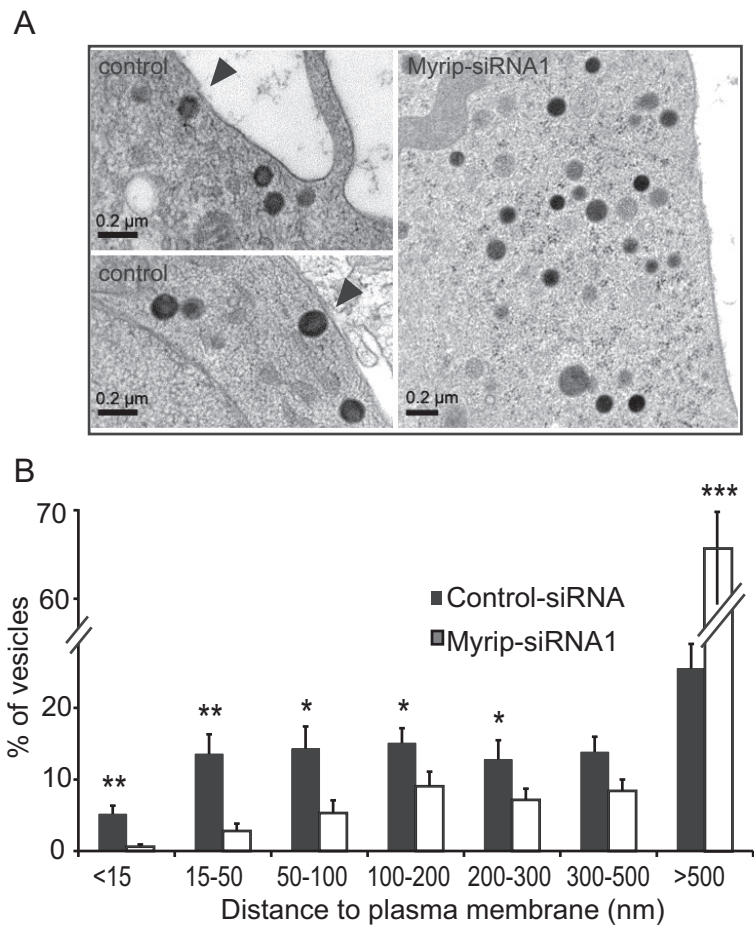 A
control
Myrip-siRNA1
0.2 µm
control
0.2 µm
0.2 µm
B
% of vesicles
70
60
20
10
0
***
**
**
*
*
*
Control-siRNA
Myrip-siRNA1
<15
15-50
50-100
100-200
200-300
300-500
>500
Distance to plasma membrane (nm)